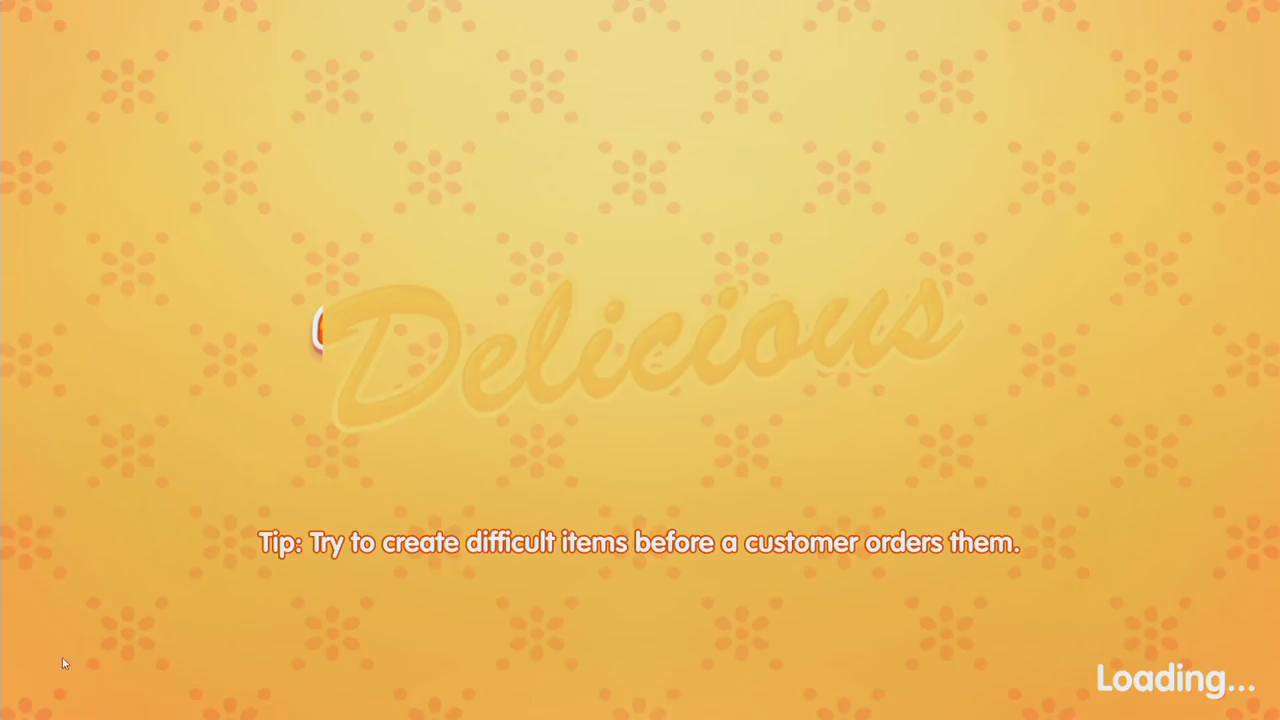 Delicious
Tip: Try to create difficult items before a customer orders them.
Loading...